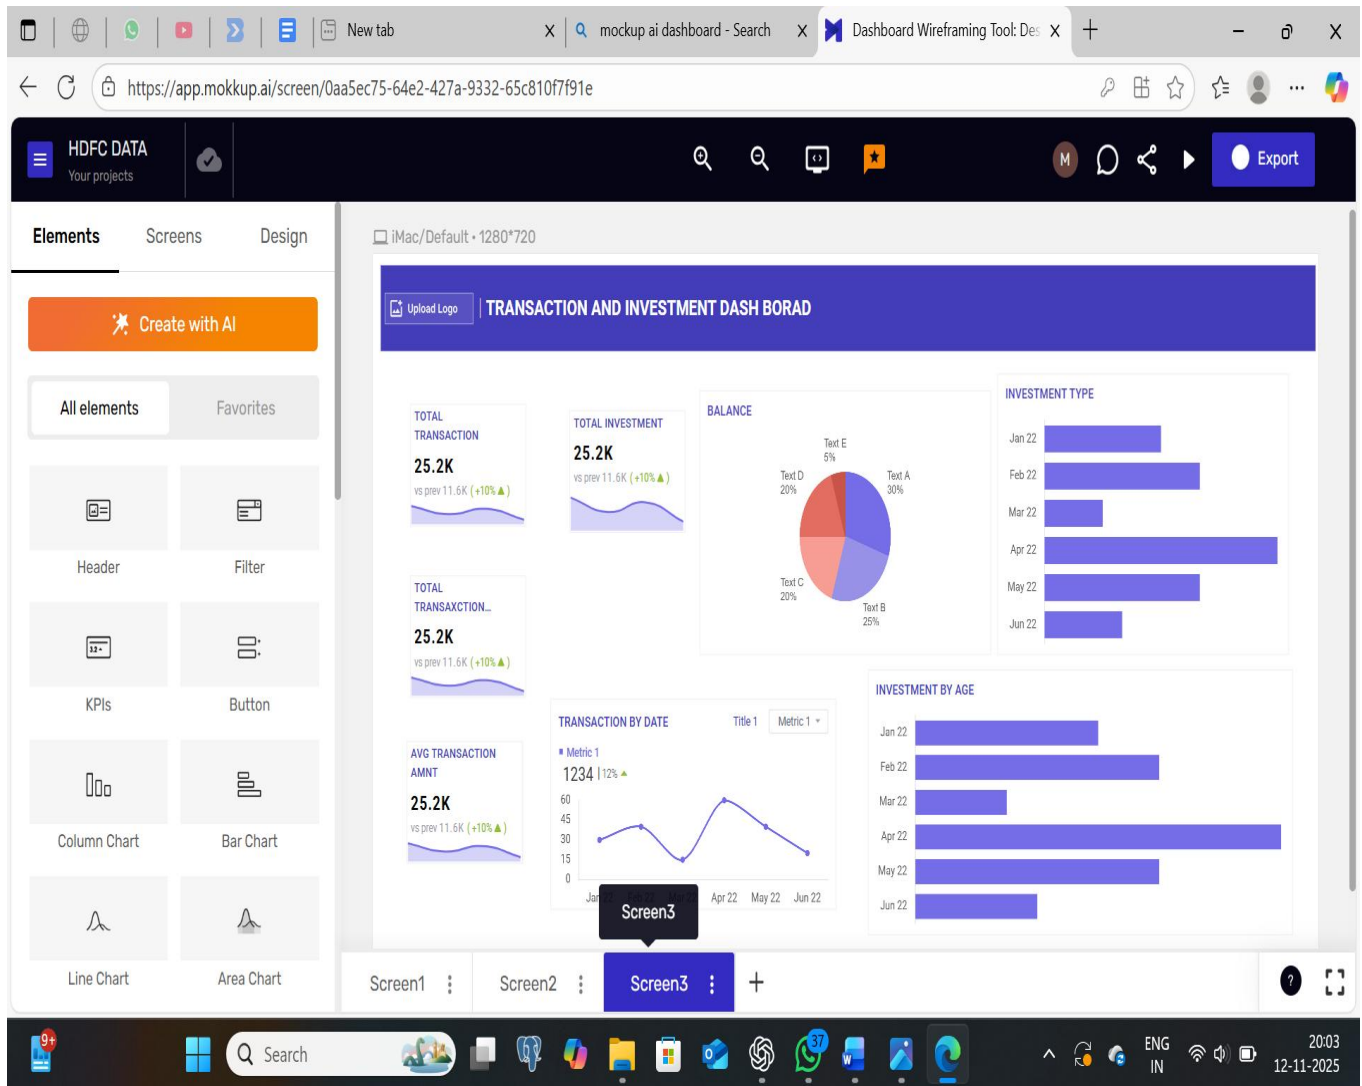 New tab
mockup ai dashboard - Search
Dashboard Wireframing Tool: Des
https://app.mokkup.ai/screen/0aa5ec75-64e2-427a-9332-65c810f7f91e
HDFC DATA
Your projects
M
Export
Elements
Screens
Design
iMac/Default • 1280*720
Create with AI
All elements
Favorites
Header
Filter
KPIs
Button
Column Chart
Bar Chart
Line Chart
Area Chart
Upload Logo
TRANSACTION AND INVESTMENT DASH BORAD
TOTAL
TRANSACTION
25.2K
vs prev 11.6K (+10%▲)
TOTAL INVESTMENT
25.2K
vs prev 11.6K (+10%▲)
TOTAL
TRANSAXCTION...
25.2K
vs prev 11.6K (+10%▲)
AVG TRANSACTION
AMNT
25.2K
vs prev 11.6K (+10%▲)
BALANCE
Text E
5%
Text D
20%
Text A
30%
Text C
20%
Text B
25%
INVESTMENT TYPE
Jan 22
Feb 22
Mar 22
Apr 22
May 22
Jun 22
TRANSACTION BY DATE
Title 1
Metric 1
Metric 1
1234 | 12% ▲
60
45
30
15
0
Apr 22
May 22
Jun 22
INVESTMENT BY AGE
Jan 22
Feb 22
Mar 22
Apr 22
May 22
Jun 22
Screen3
Screen1
Screen2
Screen3
?
9+
Search
37
ENG
IN
20:03
12-11-2025